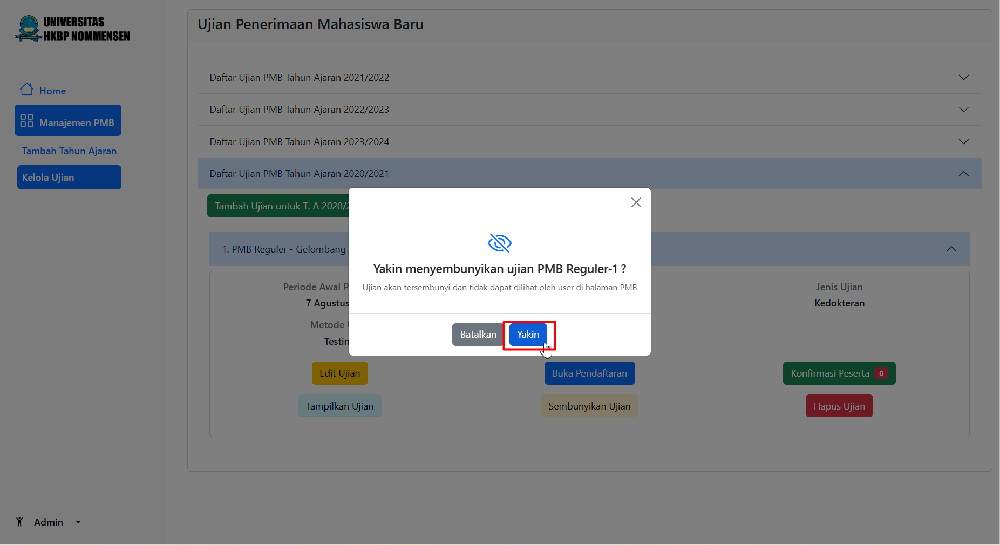 UNIVERSITAS
HKBP NOMMENSEN
Home
Manajemen PMB
Tambah Tahun Ajaran
Kelola Ujian
Admin
Ujian Penerimaan Mahasiswa Baru
Daftar Ujian PMB Tahun Ajaran 2021/2022
Daftar Ujian PMB Tahun Ajaran 2022/2023
Daftar Ujian PMB Tahun Ajaran 2023/2024
Daftar Ujian PMB Tahun Ajaran 2020/2021
Tambah Ujian untuk T. A 2020/
1. PMB Reguler - Gelombang
Periode Awal
7 Agustus
Metode
Jenis Ujian
Kedokteran
Yakin menyembunyikan ujian PMB Reguler-1 ?
Ujian akan tersembunyi dan tidak dapat dilihat oleh user di halaman PMB
Batalkan Yakin
Edit Ujian Buka Pendaftaran Konfirmasi Peserta 0
Tampilkan Ujian Sembunyikan Ujian Hapus Ujian